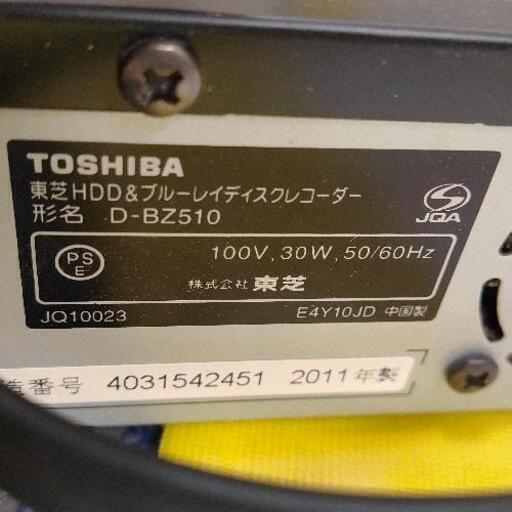 TOSHIBA
東芝HDD&ブルーレイディスクレコーダー
形名 D-BZ510
JQA
PS
E
100V, 30W, 50/60Hz
株式会社 東芝
JQ10023
E4Y10JD 中国製
造番号 4031542451 2011年製